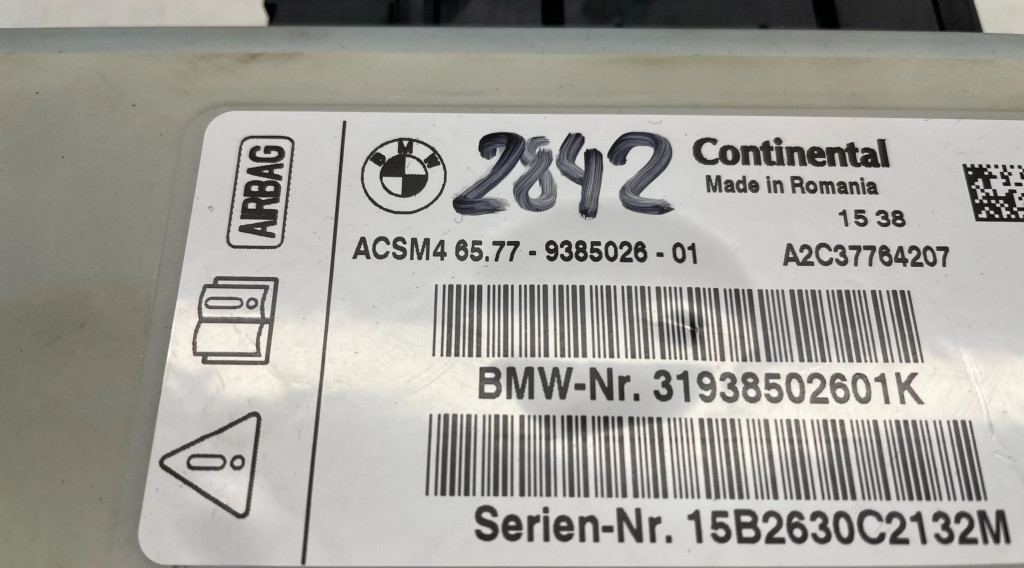 AIRBAG
BMW
2842
Continental
Made in Romania
15 38
ACSM4 65.77 - 9385026 - 01
A2C37764207
BMW-Nr. 31938502601K
Serien-Nr. 15B2630C2132M